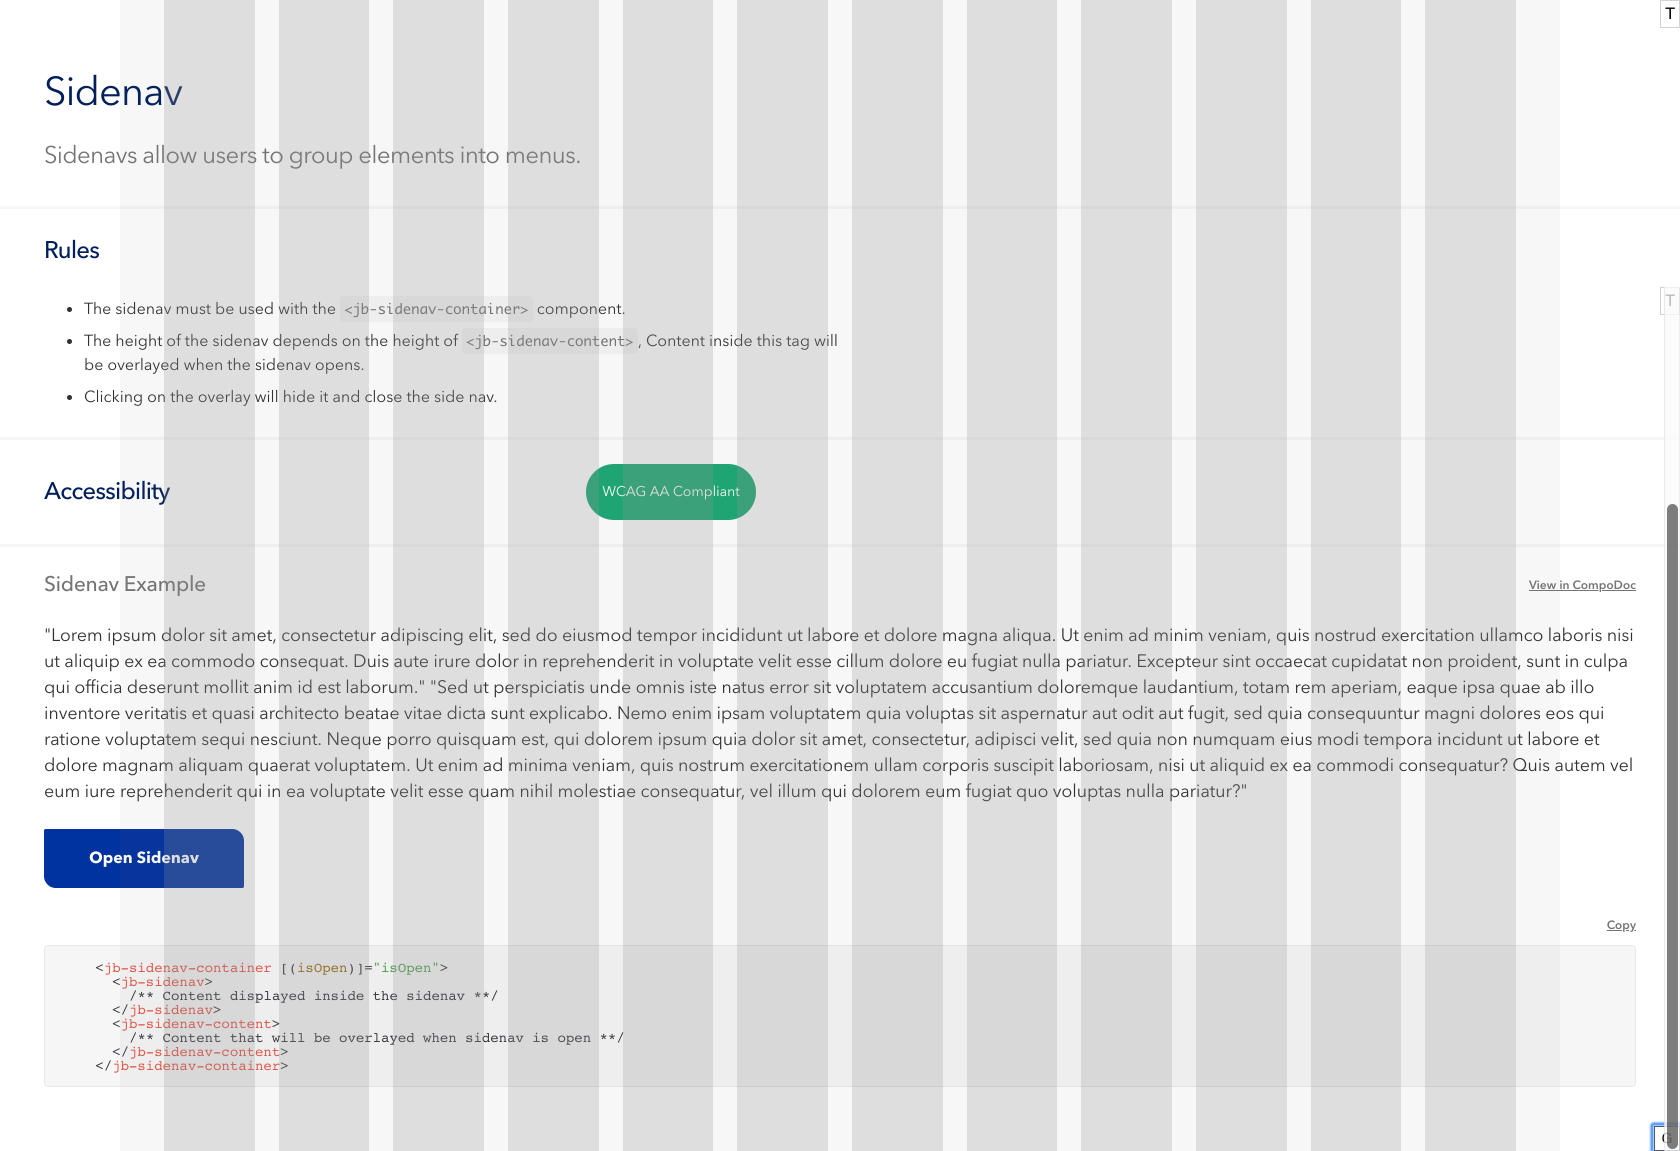 T
Sidenav
Sidenavs allow users to group elements into menus.
Rules
• The sidenav must be used with the <jb-sidenav-container> component.
T
• The height of the sidenav depends on the height of <jb-sidenav-content>, Content inside this tag will
be overlayed when the sidenav opens.
• Clicking on the overlay will hide it and close the side nav.
Accessibility
WCAG AA Compliant
Sidenav Example
View in CompoDoc
"Lorem ipsum dolor sit amet, consectetur adipiscing elit, sed do eiusmod tempor incididunt ut labore et dolore magna aliqua. Ut enim ad minim veniam, quis nostrud exercitation ullamco laboris nisi
ut aliquip ex ea commodo consequat. Duis aute irure dolor in reprehenderit in voluptate velit esse cillum dolore eu fugiat nulla pariatur. Excepteur sint occaecat cupidatat non proident, sunt in culpa
qui officia deserunt mollit anim id est laborum." "Sed ut perspiciatis unde omnis iste natus error sit voluptatem accusantium doloremque laudantium, totam rem aperiam, eaque ipsa quae ab illo
inventore veritatis et quasi architecto beatae vitae dicta sunt explicabo. Nemo enim ipsam voluptatem quia voluptas sit aspernatur aut odit aut fugit, sed quia consequuntur magni dolores eos qui
ratione voluptatem sequi nesciunt. Neque porro quisquam est, qui dolorem ipsum quia dolor sit amet, consectetur, adipisci velit, sed quia non numquam eius modi tempora incidunt ut labore et
dolore magnam aliquam quaerat voluptatem. Ut enim ad minima veniam, quis nostrum exercitationem ullam corporis suscipit laboriosam, nisi ut aliquid ex ea commodi consequatur? Quis autem vel
eum iure reprehenderit qui in ea voluptate velit esse quam nihil molestiae consequatur, vel illum qui dolorem eum fugiat quo voluptas nulla pariatur?"
Open Sidenav
Copy
<jb-sidenav-container [(isOpen)]="isOpen">
<jb-sidenav>
/** Content displayed inside the sidenav **/
</jb-sidenav>
<jb-sidenav-content>
/** Content that will be overlayed when sidenav is open **/
</jb-sidenav-content>
</jb-sidenav-container>
G